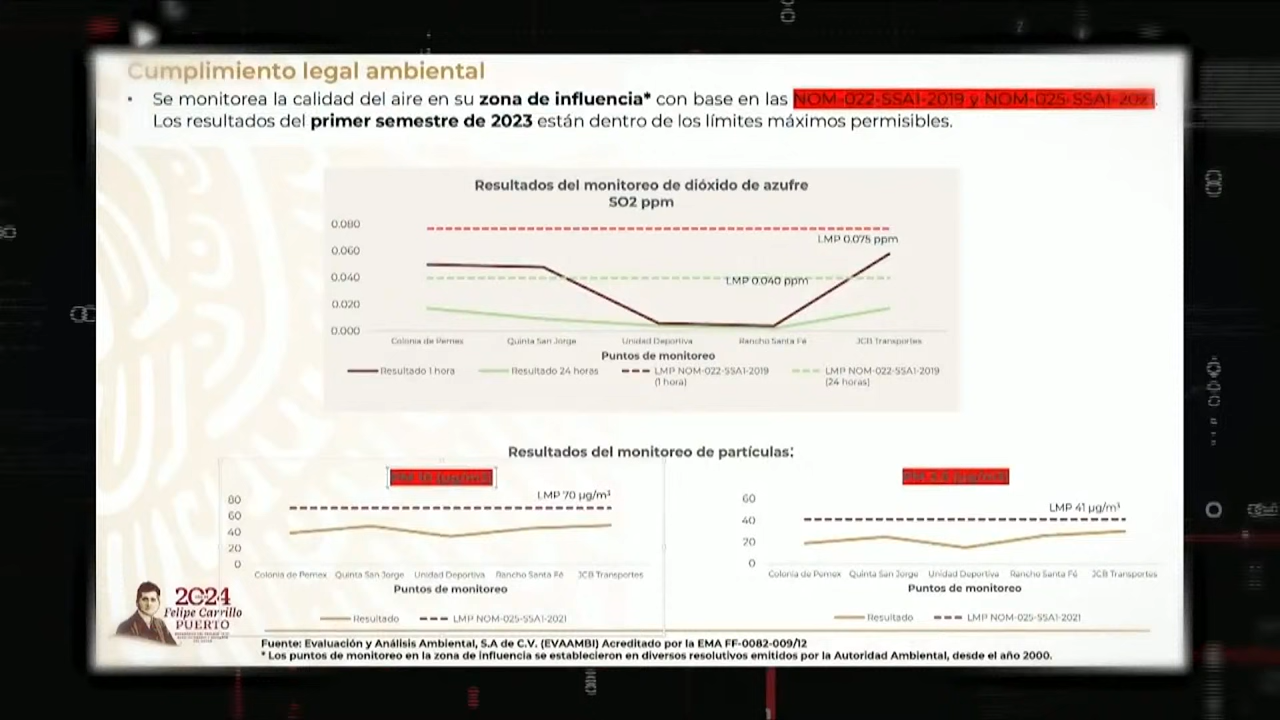 Cumplimiento legal ambiental
• Se monitorea la calidad del aire en su zona de influencia* con base en las NOM-022-SSA1-2019 y NOM-025-SSA1-2021.
Los resultados del primer semestre de 2023 están dentro de los límites máximos permisibles.
Resultados del monitoreo de dióxido de azufre
SO2 ppm
0.080
LMP 0.075 ppm
0.060
0.040
LMP 0.040 ppm
0.020
0.000
Colonia de Pemex Quinta San Jorge Unidad Deportiva Rancho Santa Fé JCB Transportes
Puntos de monitoreo
Resultado 1 hora Resultado 24 horas LMP NOM-022-SSA1-2019 LMP NOM-022-SSA1-2019
(1 hora) (24 horas)
Resultados del monitoreo de partículas:
80
LMP 70 µg/m³
60
40
20
0
Colonia de Pemex Quinta San Jorge Unidad Deportiva Rancho Santa Fé JCB Transportes
Puntos de monitoreo
Resultado LMP NOM-025-SSA1-2021
60
LMP 41 µg/m³
40
20
0
Colonia de Pemex Quinta San Jorge Unidad Deportiva Rancho Santa Fé JCB Transportes
Puntos de monitoreo
Resultado LMP NOM-025-SSA1-2021
2024
Felipe Carrillo
PUERTO
Fuente: Evaluación y Análisis Ambiental, S.A de C.V. (EVAAMBI) Acreditado por la EMA FF-0082-009/12
* Los puntos de monitoreo en la zona de influencia se establecieron en diversos resolutivos emitidos por la Autoridad Ambiental, desde el año 2000.